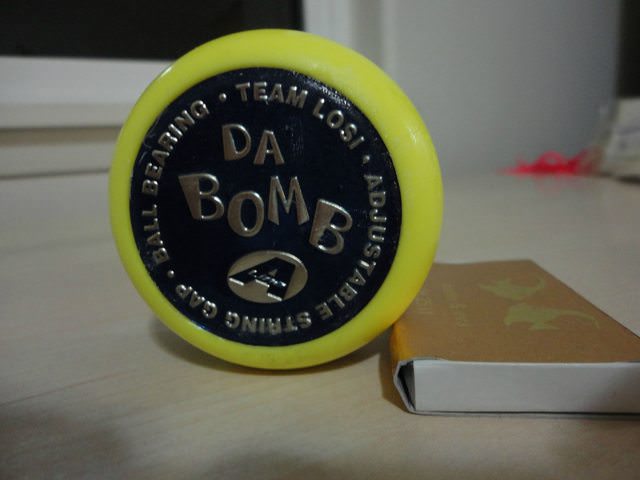 TEAM LOSI • ADJUSTABLE STRING GAP • BALL BEARING •
DA
BOMB